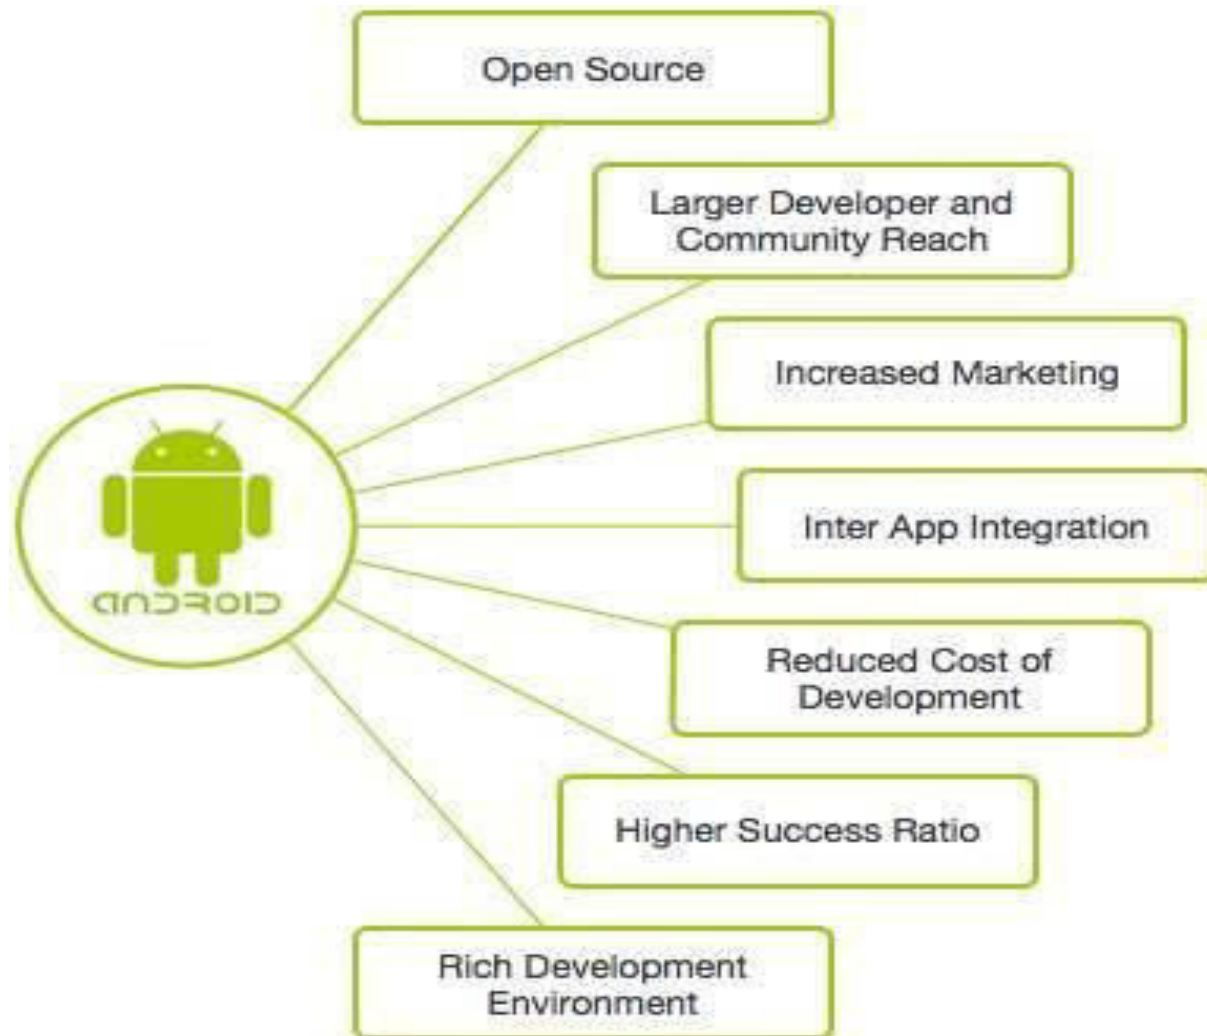 Open Source
Larger Developer and
Community Reach
Increased Marketing
Inter App Integration
ANDROID
Reduced Cost of
Development
Higher Success Ratio
Rich Development
Environment